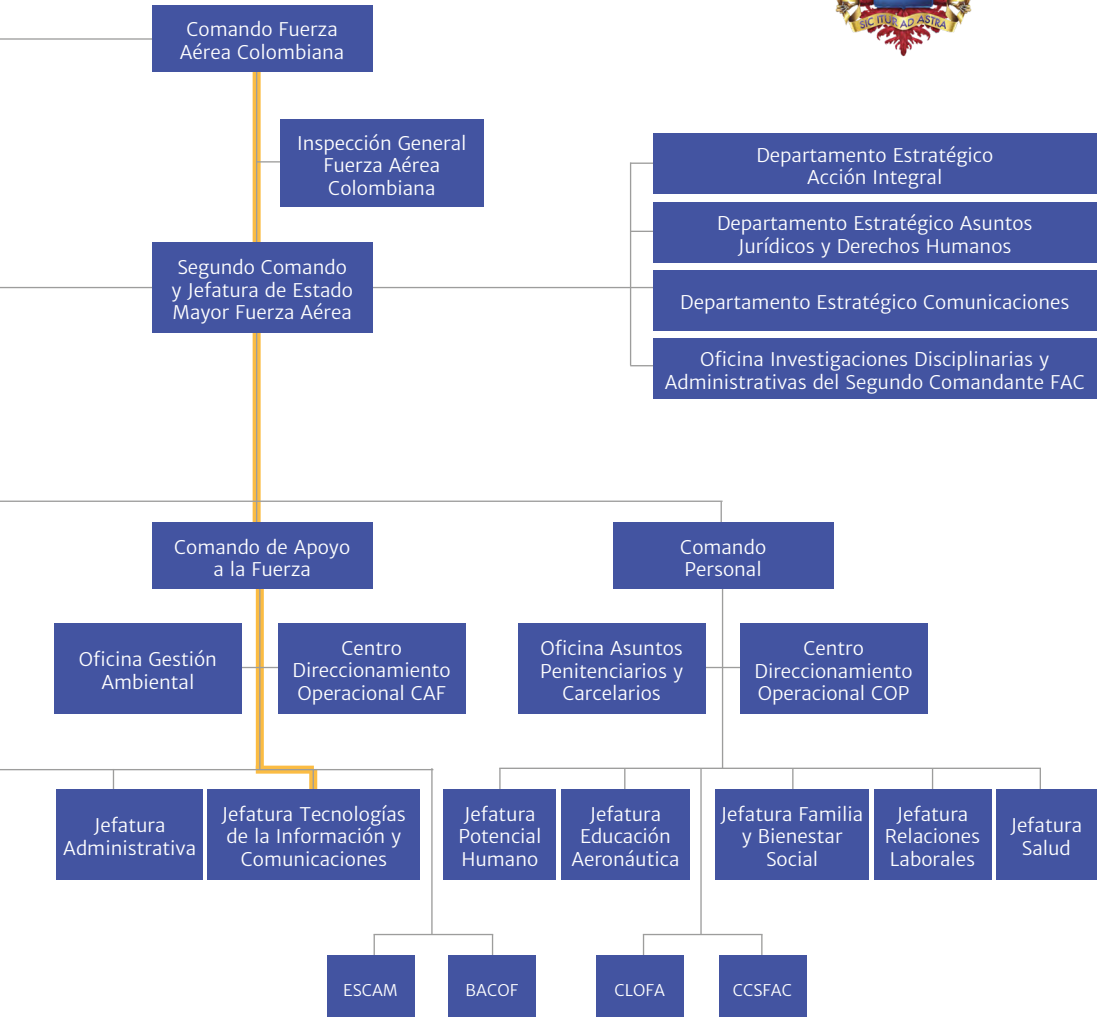 SIC ITUR AD ASTRA
Comando Fuerza
Aérea Colombiana
Inspección General
Fuerza Aérea
Colombiana
Departamento Estratégico
Acción Integral
Departamento Estratégico Asuntos
Jurídicos y Derechos Humanos
Segundo Comando
y Jefatura de Estado
Mayor Fuerza Aérea
Departamento Estratégico Comunicaciones
Oficina Investigaciones Disciplinarias y
Administrativas del Segundo Comandante FAC
Comando de Apoyo
a la Fuerza
Comando
Personal
Oficina Gestión
Ambiental
Centro
Direccionamiento
Operacional CAF
Oficina Asuntos
Penitenciarios y
Carcelarios
Centro
Direccionamiento
Operacional COP
Jefatura
Administrativa
Jefatura Tecnologías
de la Información y
Comunicaciones
Jefatura
Potencial
Humano
Jefatura
Educación
Aeronáutica
Jefatura Familia
y Bienestar
Social
Jefatura
Relaciones
Laborales
Jefatura
Salud
ESCAM
BACOF
CLOFA
CCSFAC